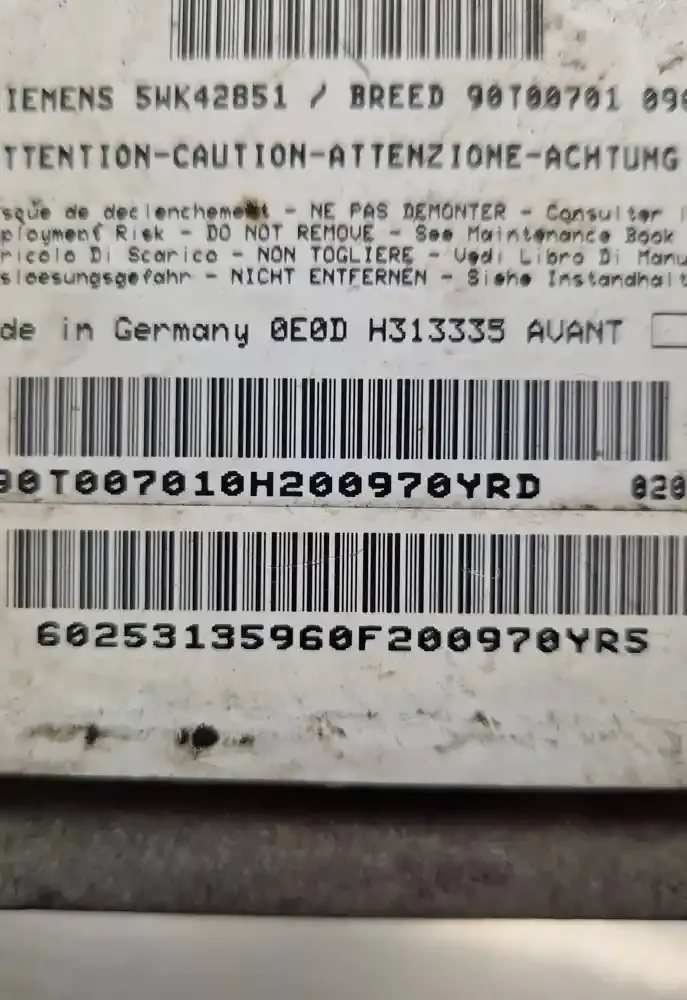 IEMENS 5WK42851 / BREED 90T00701 090
TTENTION-CAUTION-ATTENZIONE-ACHTUNG
sque de declenchement - NE PAS DEMONTER - Consulter l
ployment Risk - DO NOT REMOVE - See Maintenance Book
ricolo Di Scarico - NON TOGLIERE - Vedi Libro Di Manu
sloesungsgefahr - NICHT ENTFERNEN - Siehe Instandhalt
de in Germany 0E0D H313335 AVANT
90T007010H200970YRD 020
60253135960F200970YRS